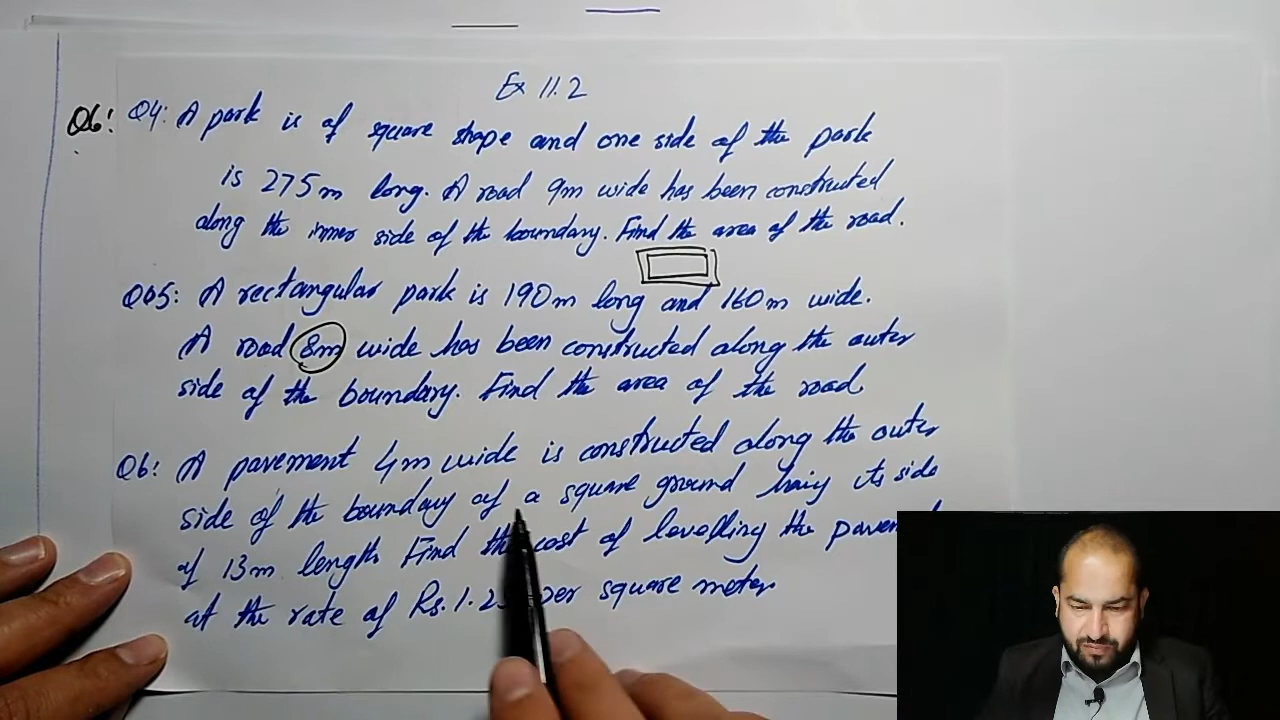 Ex 11.2
Q6! Q4: A park is of square shape and one side of the park
is 275m long. A road 9m wide has been constructed
along the inner side of the boundary. Find the area of the road.
Q05: A rectangular park is 190m long and 160m wide.
A road 8m wide has been constructed along the outer
side of the boundary. Find the area of the road
Q6: A pavement 4m wide is constructed along the outer
side of the boundary of a square ground its side
of 13m length. Find the cost of levelling the
at the rate of Rs. 1.2 per square meter